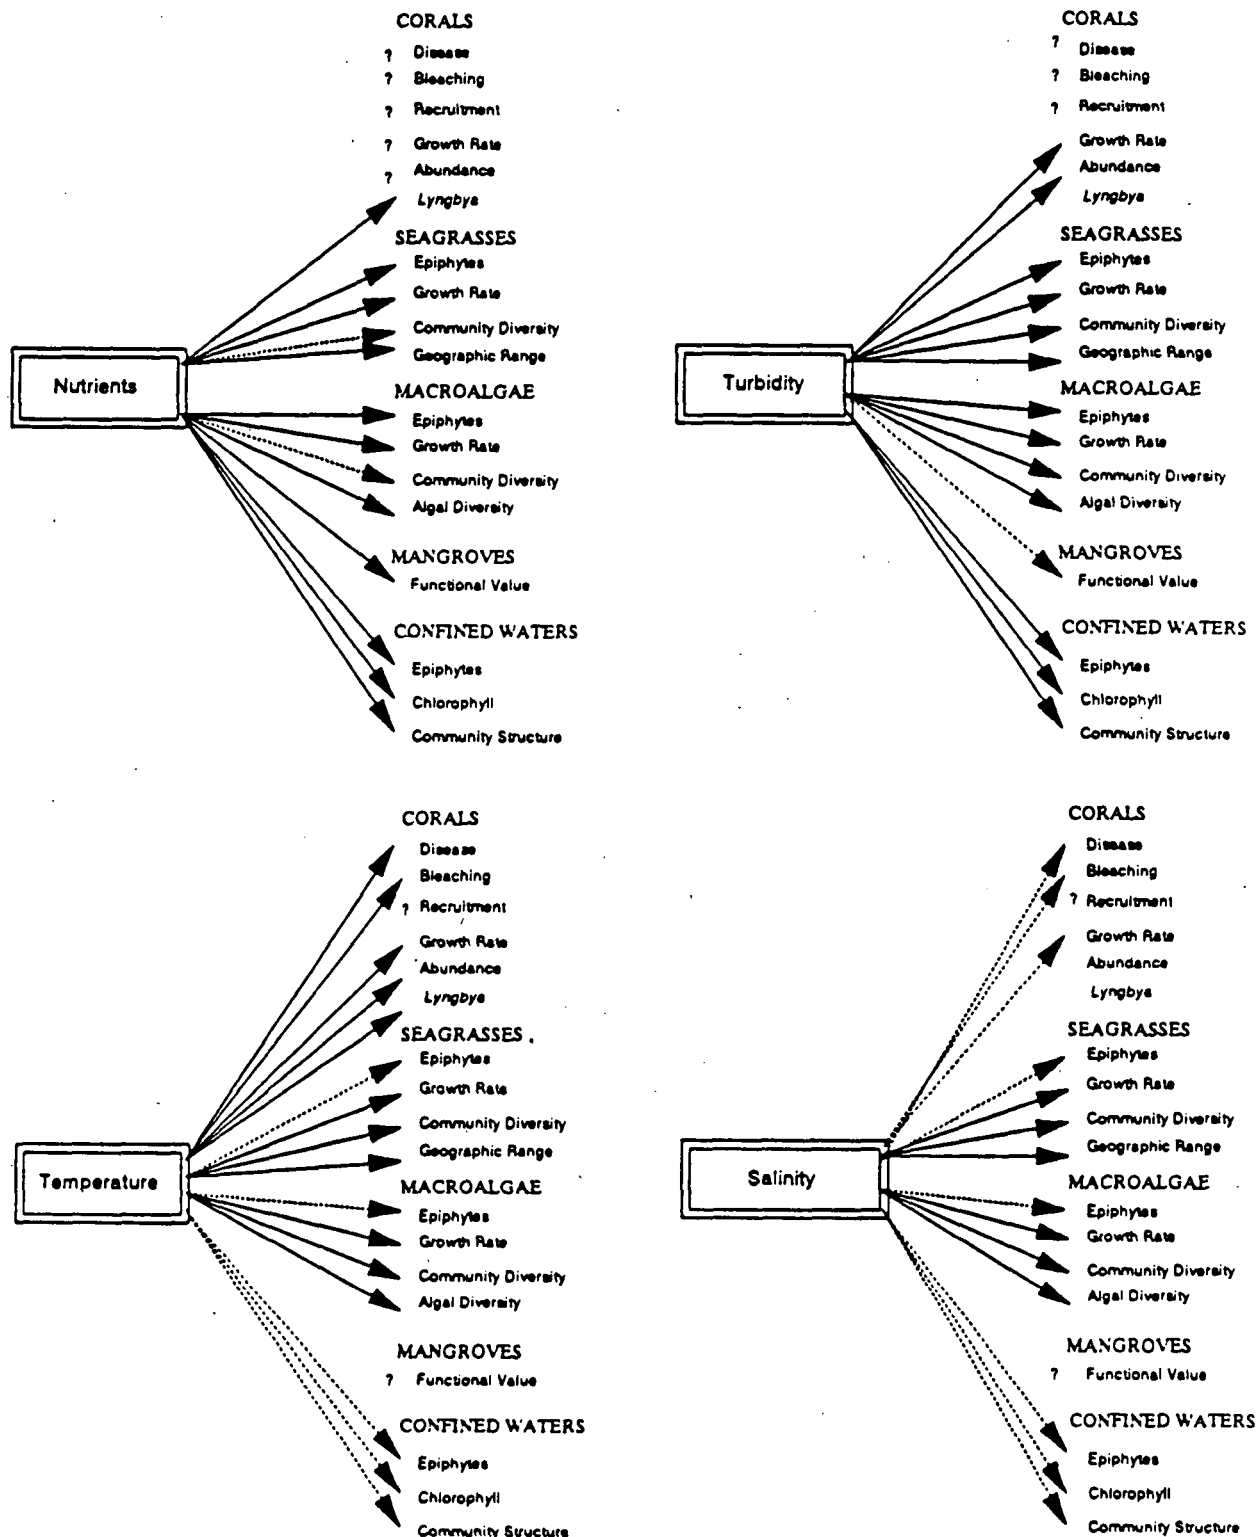 CORALS
? Disease
? Bleaching
? Recruitment
? Growth Rate
? Abundance
Lyngbya
SEAGRASSES
Epiphytes
Growth Rate
Community Diversity
Geographic Range
Nutrients
MACROALGAE
Epiphytes
Growth Rate
Community Diversity
Algal Diversity
MANGROVES
Functional Value
CONFINED WATERS
Epiphytes
Chlorophyll
Community Structure
CORALS
? Disease
? Bleaching
? Recruitment
Growth Rate
Abundance
Lyngbya
SEAGRASSES
Epiphytes
Growth Rate
Community Diversity
Geographic Range
Turbidity
MACROALGAE
Epiphytes
Growth Rate
Community Diversity
Algal Diversity
MANGROVES
Functional Value
CONFINED WATERS
Epiphytes
Chlorophyll
Community Structure
CORALS
Disease
Bleaching
? Recruitment
Growth Rate
Abundance
Lyngbya
SEAGRASSES
Epiphytes
Growth Rate
Community Diversity
Geographic Range
Temperature
MACROALGAE
Epiphytes
Growth Rate
Community Diversity
Algal Diversity
MANGROVES
? Functional Value
CONFINED WATERS
Epiphytes
Chlorophyll
Community Structure
CORALS
Disease
Bleaching
? Recruitment
Growth Rate
Abundance
Lyngbya
SEAGRASSES
Epiphytes
Growth Rate
Community Diversity
Geographic Range
Salinity
MACROALGAE
Epiphytes
Growth Rate
Community Diversity
Algal Diversity
MANGROVES
? Functional Value
CONFINED WATERS
Epiphytes
Chlorophyll
Community Structure